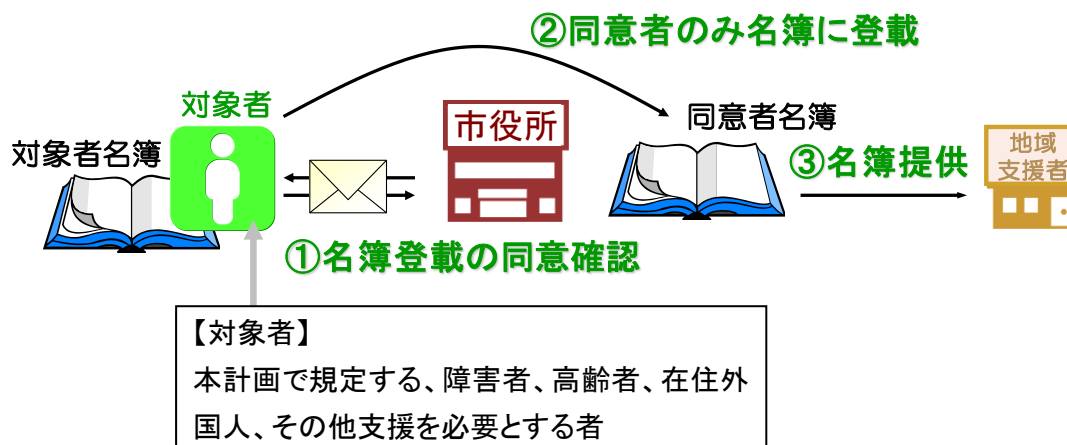 ②同意者のみ名簿に登載
対象者
市役所
同意者名簿
対象者名簿
③名簿提供
地域
支援者
①名簿登載の同意確認
【対象者】
本計画で規定する、障害者、高齢者、在住外
国人、その他支援を必要とする者